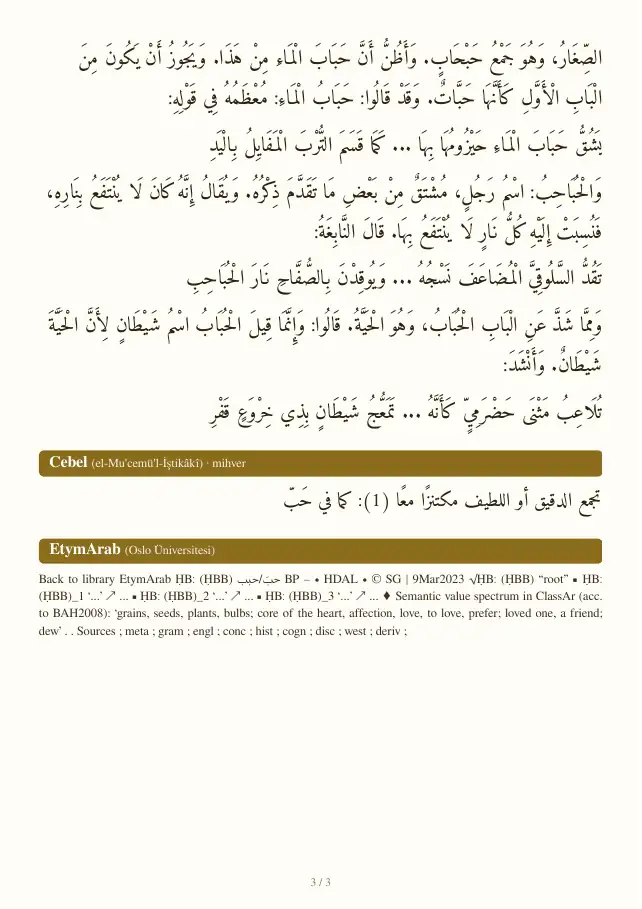 الصِّغَارُ، وَهُوَ جَمْعُ حَبْحَابٍ. وَأَظُنُّ أَنَّ حَبَابَ الْمَاءِ مِنْ هَذَا. وَيَجُوزُ أَنْ يَكُونَ مِنَ
الْبَابِ الْأَوَّلِ كَأَنَّهَا حَبَّاتٌ. وَقَدْ قَالُوا: حَبَابُ الْمَاءِ: مُعْظَمُهُ فِي قَوْلِهِ:
يَشُقُّ حَبَابَ الْمَاءِ حَيْزُومُهَا بِهَا ... كَمَا قَسَمَ التُّرْبَ الْمَفَايِلُ بِالْيَدِ
وَالْحُبَاحِبُ: اسْمُ رَجُلٍ، مُشْتَقٌّ مِنْ بَعْضِ مَا تَقَدَّمَ ذِكْرُهُ. وَيُقَالُ إِنَّهُ كَانَ لَا يُنْتَفَعُ بِنَارِهِ،
فَنُسِبَتْ إِلَيْهِ كُلُّ نَارٍ لَا يُنْتَفَعُ بِهَا. قَالَ النَّابِغَةُ:
تَقُدُّ السَّلُوقِيَّ الْمُضَاعَفَ نَسْجُهُ ... وَيُوقِدْنَ بِالصُّفَّاحِ نَارَ الْحُبَاحِبِ
وَمِمَّا شَذَّ عَنِ الْبَابِ الْحُبَابُ، وَهُوَ الْحَيَّةُ. قَالُوا: وَإِنَّمَا قِيلَ الْحُبَابُ اسْمُ شَيْطَانٍ لِأَنَّ الْحَيَّةَ
شَيْطَانٌ. وَأَنْشَدَ:
تُلَاعِبُ مَثْنَى حَضْرَمِيٍّ كَأَنَّهُ ... تَمَعُّجُ شَيْطَانٍ بِذِي خِرْوَعٍ قَفْرِ
Cebel (el-Mu'cemü'l-İştikâkî) · mihver
تجمع الدقيق أو اللطيف مكتنزًا معًا (1): كما في حَبّ
EtymArab (Oslo Üniversitesi)
Back to library EtymArab ḤBː (ḤBB) حبّ/حبب BP – • HDAL • © SG | 9Mar2023 √ḤBː (ḤBB) “root” ▪ ḤBː
(ḤBB)_1 ‘...’ ↗ ... ▪ ḤBː (ḤBB)_2 ‘...’ ↗ ... ▪ ḤBː (ḤBB)_3 ‘...’ ↗ ... ♦ Semantic value spectrum in ClassAr (acc.
to BAH2008): ‘grains, seeds, plants, bulbs; core of the heart, affection, love, to love, prefer; loved one, a friend;
dew’ . . Sources ; meta ; gram ; engl ; conc ; hist ; cogn ; disc ; west ; deriv ;
3 / 3